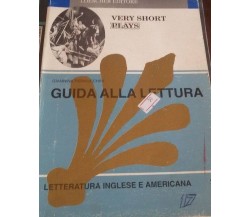 VERY SHORT
PLAYS
GUIDA ALLA LETTURA
LETTERATURA INGLESE E AMERICANA